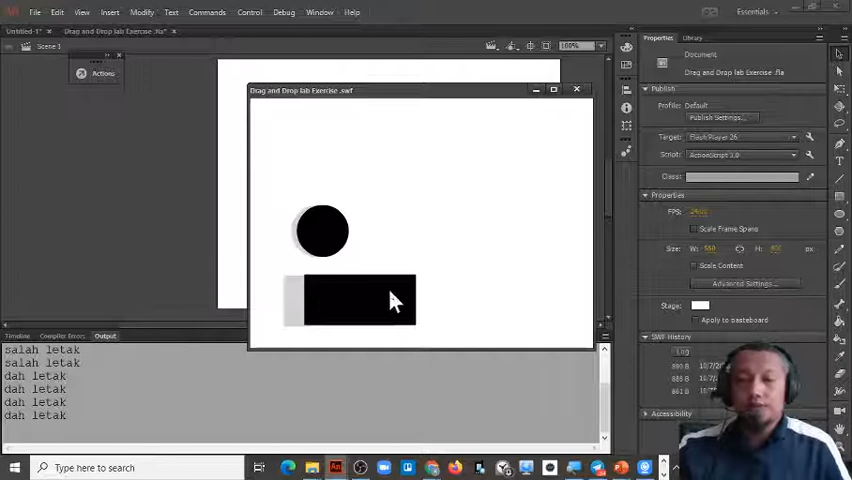 An File Edit View Insert Modify Text Commands Control Debug Window Help Essentials
Untitled-1* × Drag and Drop lab Exercise .fla* ×
Scene 1 100%
Actions
Drag and Drop lab Exercise .swf
Properties Library
Document
Drag and Drop lab Exercise .fla
Publish
Profile: Default
Publish Settings...
Target: Flash Player 26
Script: ActionScript 3.0
Class:
Properties
FPS:
Scale Frame Spans
Size: W: 550 H: px
Scale Content
Advanced Settings...
Stage:
Apply to pasteboard
SWF History
Log
Accessibility
Timeline Compiler Errors Output
salah letak
salah letak
dah letak
dah letak
dah letak
dah letak
Type here to search